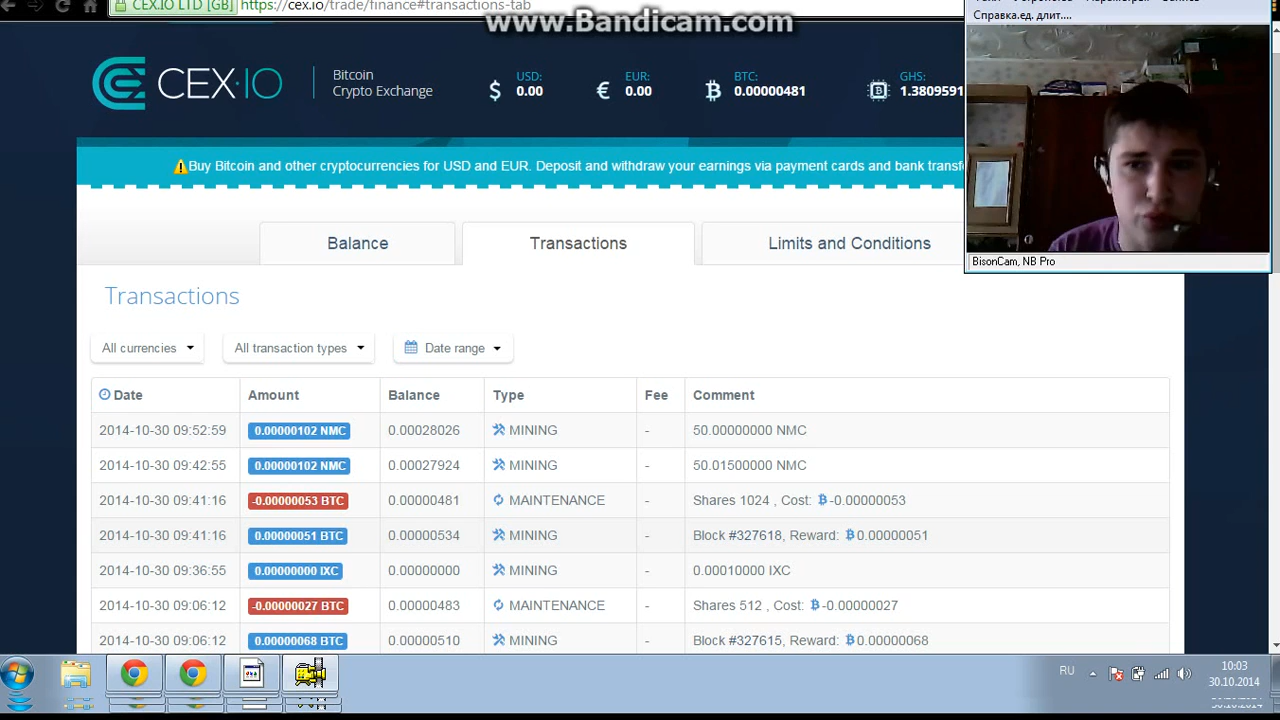 CEX.IO LTD [GB] https://cex.io/trade/finance#transactions-tab
www.Bandicam.com
Справка.ед. длит....
CEX.IO
Bitcoin
Crypto Exchange
USD:
0.00
EUR:
0.00
BTC:
0.00000481
GHS:
1.3809591
Buy Bitcoin and other cryptocurrencies for USD and EUR. Deposit and withdraw your earnings via payment cards and bank transf
BisonCam, NB Pro
Balance Transactions Limits and Conditions
Transactions
All currencies All transaction types Date range
Date Amount Balance Type Fee Comment
2014-10-30 09:52:59 0.00000102 NMC 0.00028026 MINING - 50.00000000 NMC
2014-10-30 09:42:55 0.00000102 NMC 0.00027924 MINING - 50.01500000 NMC
2014-10-30 09:41:16 -0.00000053 BTC 0.00000481 MAINTENANCE - Shares 1024 , Cost: -0.00000053
2014-10-30 09:41:16 0.00000051 BTC 0.00000534 MINING - Block #327618, Reward: 0.00000051
2014-10-30 09:36:55 0.00000000 IXC 0.00000000 MINING - 0.00010000 IXC
2014-10-30 09:06:12 -0.00000027 BTC 0.00000483 MAINTENANCE - Shares 512 , Cost: -0.00000027
2014-10-30 09:06:12 0.00000068 BTC 0.00000510 MINING - Block #327615, Reward: 0.00000068
RU
10:03
30.10.2014